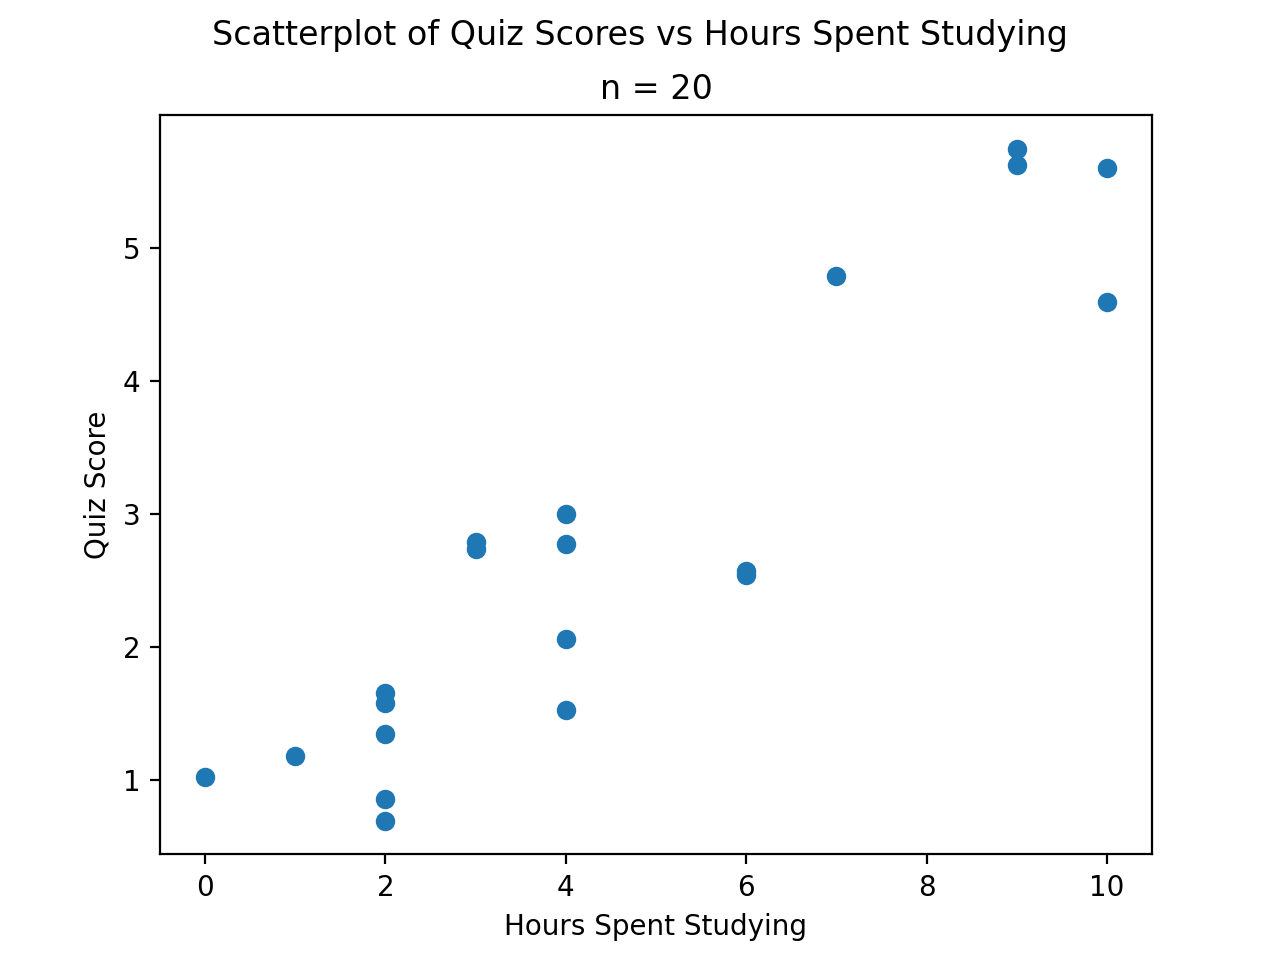 Scatterplot of Quiz Scores vs Hours Spent Studying
n = 20
5
4
3
2
1
Quiz Score
0 2 4 6 8 10
Hours Spent Studying